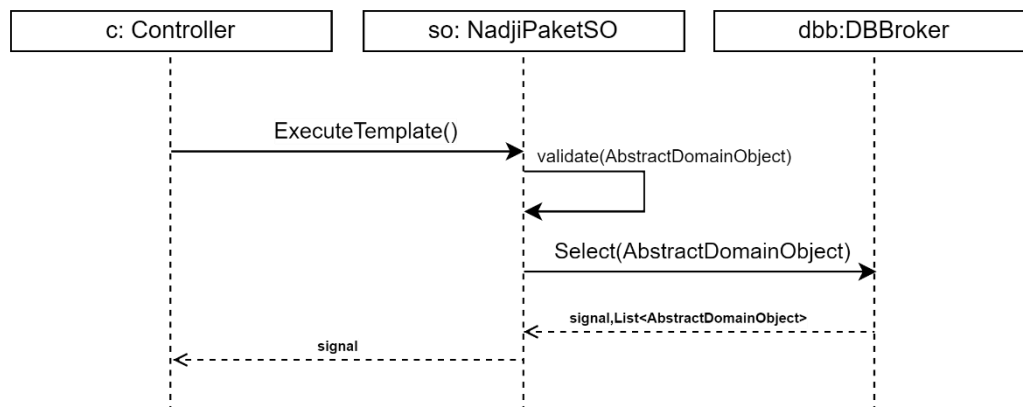 c: Controller
so: NadjiPaketSO
dbb:DBBroker
ExecuteTemplate()
validate(AbstractDomainObject)
Select(AbstractDomainObject)
signal,List<AbstractDomainObject>
signal